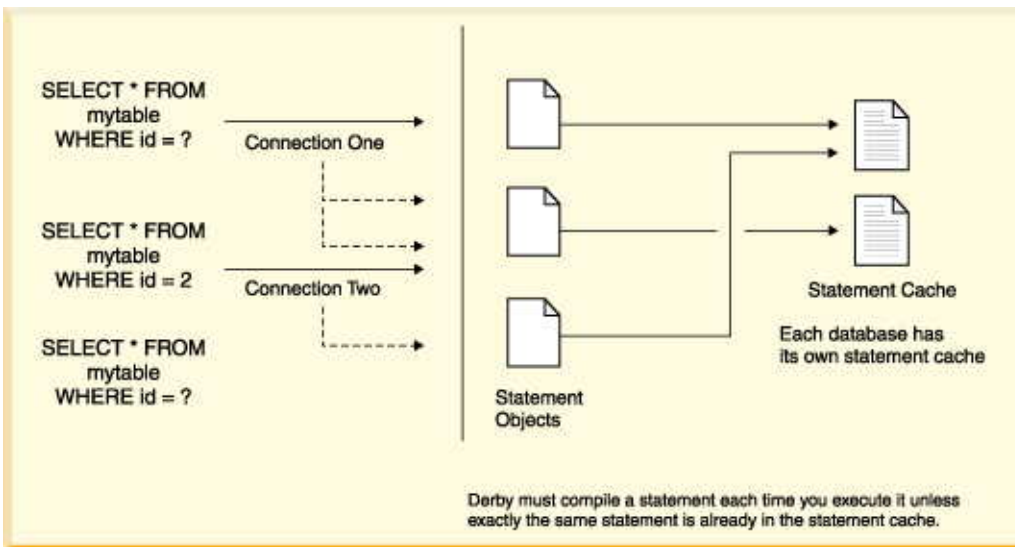 SELECT * FROM
mytable
WHERE id = ?
Connection One
SELECT * FROM
mytable
WHERE id = 2
Connection Two
SELECT * FROM
mytable
WHERE id = ?
Statement
Objects
Statement Cache
Each database has
its own statement cache
Derby must compile a statement each time you execute it unless
exactly the same statement is already in the statement cache.